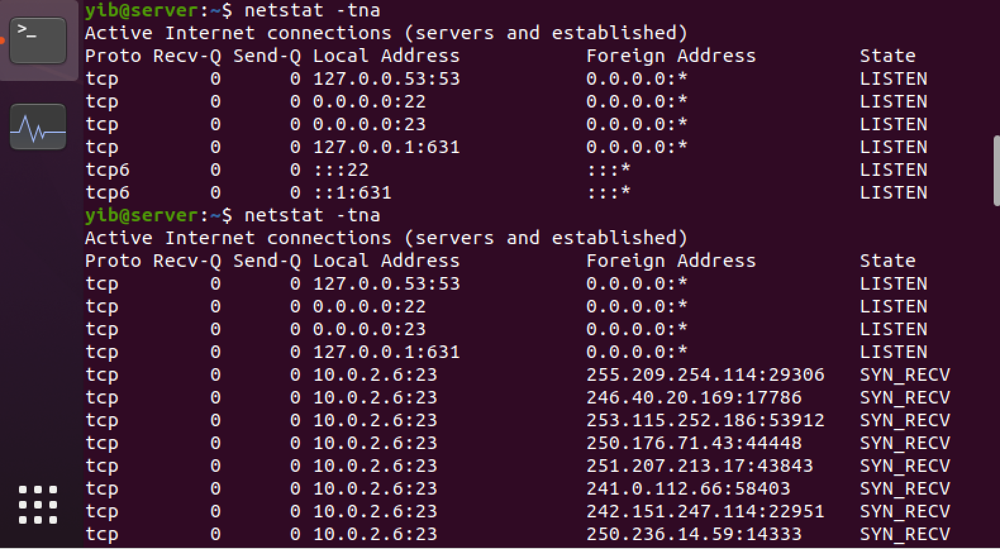 >_
yib@server:~$ netstat -tna
Active Internet connections (servers and established)
Proto Recv-Q Send-Q Local Address           Foreign Address         State
tcp        0      0 127.0.0.53:53           0.0.0.0:*               LISTEN
tcp        0      0 0.0.0.0:22              0.0.0.0:*               LISTEN
tcp        0      0 0.0.0.0:23              0.0.0.0:*               LISTEN
tcp        0      0 127.0.0.1:631           0.0.0.0:*               LISTEN
tcp6       0      0 :::22                   :::*                    LISTEN
tcp6       0      0 ::1:631                 :::*                    LISTEN
yib@server:~$ netstat -tna
Active Internet connections (servers and established)
Proto Recv-Q Send-Q Local Address           Foreign Address         State
tcp        0      0 127.0.0.53:53           0.0.0.0:*               LISTEN
tcp        0      0 0.0.0.0:22              0.0.0.0:*               LISTEN
tcp        0      0 0.0.0.0:23              0.0.0.0:*               LISTEN
tcp        0      0 127.0.0.1:631           0.0.0.0:*               LISTEN
tcp        0      0 10.0.2.6:23             255.209.254.114:29306   SYN_RECV
tcp        0      0 10.0.2.6:23             246.40.20.169:17786     SYN_RECV
tcp        0      0 10.0.2.6:23             253.115.252.186:53912   SYN_RECV
tcp        0      0 10.0.2.6:23             250.176.71.43:44448     SYN_RECV
tcp        0      0 10.0.2.6:23             251.207.213.17:43843    SYN_RECV
tcp        0      0 10.0.2.6:23             241.0.112.66:58403      SYN_RECV
tcp        0      0 10.0.2.6:23             242.151.247.114:22951   SYN_RECV
tcp        0      0 10.0.2.6:23             250.236.14.59:14333     SYN_RECV